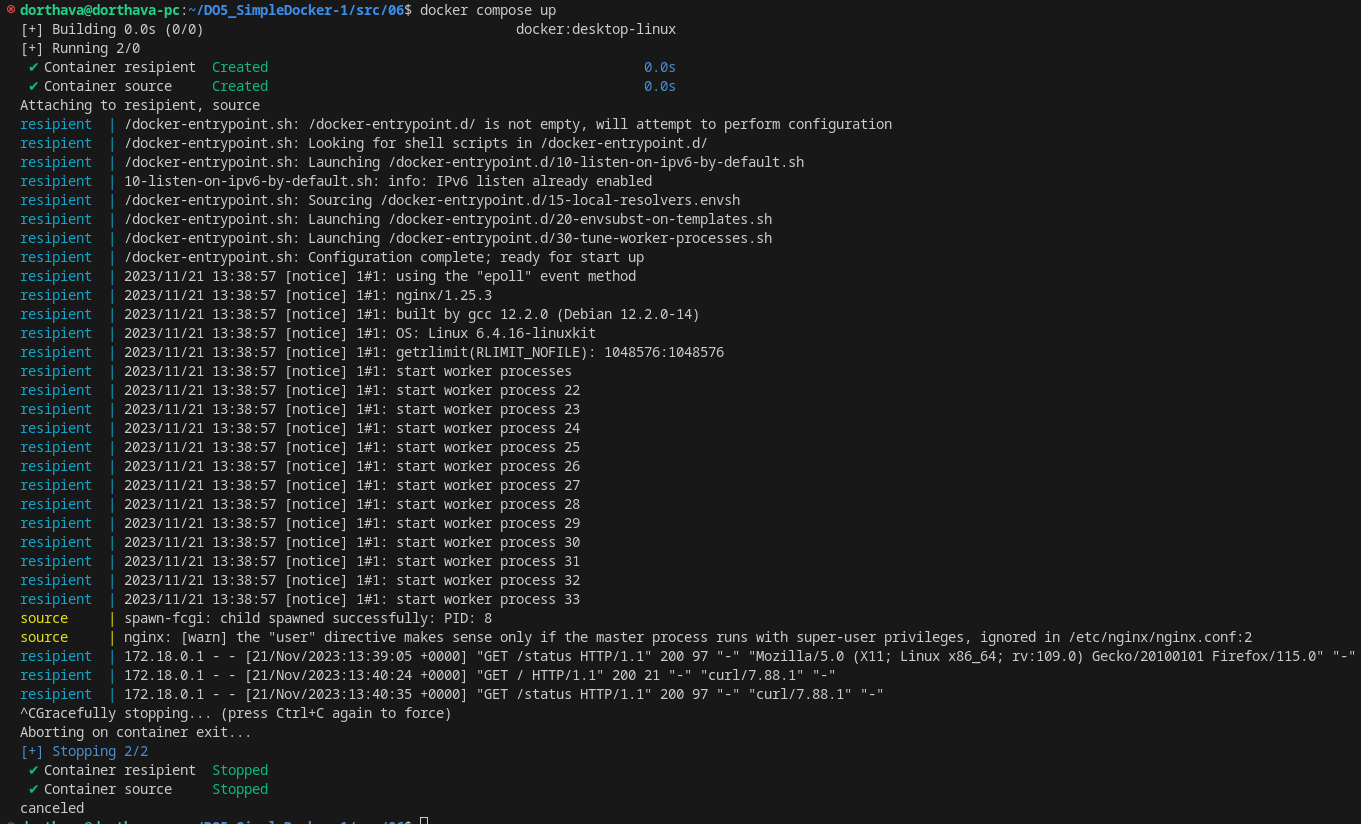 dorthava@dorthava-pc:~/DO5_SimpleDocker-1/src/06$ docker compose up
[+] Building 0.0s (0/0) docker:desktop-linux
[+] Running 2/0
✔ Container resipient Created 0.0s
✔ Container source Created 0.0s
Attaching to resipient, source
resipient | /docker-entrypoint.sh: /docker-entrypoint.d/ is not empty, will attempt to perform configuration
resipient | /docker-entrypoint.sh: Looking for shell scripts in /docker-entrypoint.d/
resipient | /docker-entrypoint.sh: Launching /docker-entrypoint.d/10-listen-on-ipv6-by-default.sh
resipient | 10-listen-on-ipv6-by-default.sh: info: IPv6 listen already enabled
resipient | /docker-entrypoint.sh: Sourcing /docker-entrypoint.d/15-local-resolvers.envsh
resipient | /docker-entrypoint.sh: Launching /docker-entrypoint.d/20-envsubst-on-templates.sh
resipient | /docker-entrypoint.sh: Launching /docker-entrypoint.d/30-tune-worker-processes.sh
resipient | /docker-entrypoint.sh: Configuration complete; ready for start up
resipient | 2023/11/21 13:38:57 [notice] 1#1: using the "epoll" event method
resipient | 2023/11/21 13:38:57 [notice] 1#1: nginx/1.25.3
resipient | 2023/11/21 13:38:57 [notice] 1#1: built by gcc 12.2.0 (Debian 12.2.0-14)
resipient | 2023/11/21 13:38:57 [notice] 1#1: OS: Linux 6.4.16-linuxkit
resipient | 2023/11/21 13:38:57 [notice] 1#1: getrlimit(RLIMIT_NOFILE): 1048576:1048576
resipient | 2023/11/21 13:38:57 [notice] 1#1: start worker processes
resipient | 2023/11/21 13:38:57 [notice] 1#1: start worker process 22
resipient | 2023/11/21 13:38:57 [notice] 1#1: start worker process 23
resipient | 2023/11/21 13:38:57 [notice] 1#1: start worker process 24
resipient | 2023/11/21 13:38:57 [notice] 1#1: start worker process 25
resipient | 2023/11/21 13:38:57 [notice] 1#1: start worker process 26
resipient | 2023/11/21 13:38:57 [notice] 1#1: start worker process 27
resipient | 2023/11/21 13:38:57 [notice] 1#1: start worker process 28
resipient | 2023/11/21 13:38:57 [notice] 1#1: start worker process 29
resipient | 2023/11/21 13:38:57 [notice] 1#1: start worker process 30
resipient | 2023/11/21 13:38:57 [notice] 1#1: start worker process 31
resipient | 2023/11/21 13:38:57 [notice] 1#1: start worker process 32
resipient | 2023/11/21 13:38:57 [notice] 1#1: start worker process 33
source | spawn-fcgi: child spawned successfully: PID: 8
source | nginx: [warn] the "user" directive makes sense only if the master process runs with super-user privileges, ignored in /etc/nginx/nginx.conf:2
resipient | 172.18.0.1 - - [21/Nov/2023:13:39:05 +0000] "GET /status HTTP/1.1" 200 97 "-" "Mozilla/5.0 (X11; Linux x86_64; rv:109.0) Gecko/20100101 Firefox/115.0" "-"
resipient | 172.18.0.1 - - [21/Nov/2023:13:40:24 +0000] "GET / HTTP/1.1" 200 21 "-" "curl/7.88.1" "-"
resipient | 172.18.0.1 - - [21/Nov/2023:13:40:35 +0000] "GET /status HTTP/1.1" 200 97 "-" "curl/7.88.1" "-"
^CGracefully stopping... (press Ctrl+C again to force)
Aborting on container exit...
[+] Stopping 2/2
✔ Container resipient Stopped
✔ Container source Stopped
canceled
dorthava@dorthava-pc:~/DO5_SimpleDocker-1/src/06$